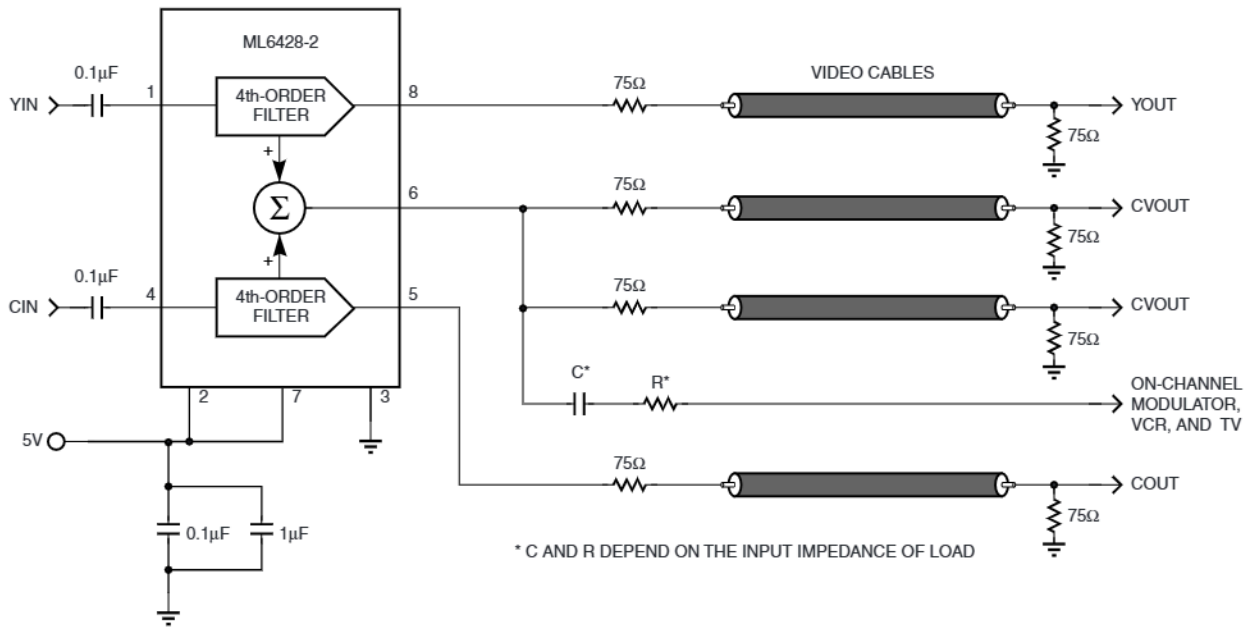 ML6428-2
VIDEO CABLES
0.1µF
YIN
1
4th-ORDER
FILTER
8
75Ω
YOUT
75Ω
+
Σ
6
75Ω
CVOUT
75Ω
+
0.1µF
CIN
4
4th-ORDER
FILTER
5
75Ω
CVOUT
75Ω
C*
R*
ON-CHANNEL
MODULATOR,
VCR, AND TV
2
7
3
5V
75Ω
COUT
75Ω
0.1µF
1µF
* C AND R DEPEND ON THE INPUT IMPEDANCE OF LOAD